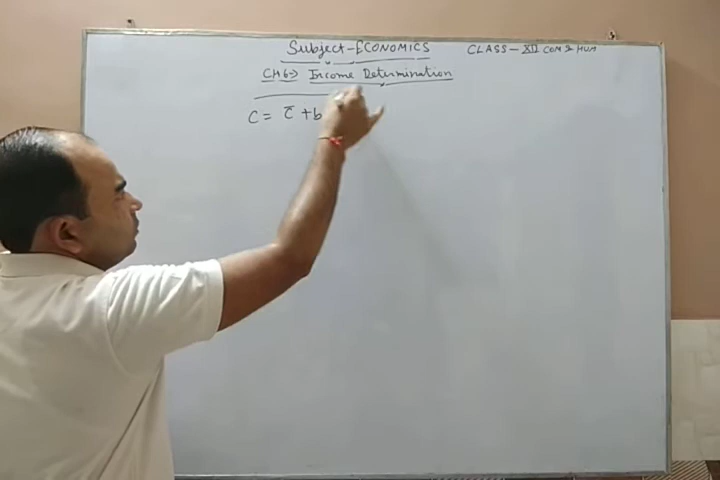 Subject-ECONOMICS
CLASS - XII COM & HUM
CH6-> Income Determination
C = C̅ + b